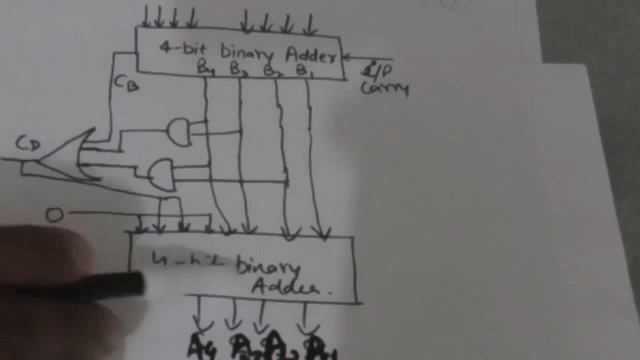 4-bit binary Adder
B4 B3 B2 B1
I/P
carry
CB
CD
0
binary
Adder.
A4